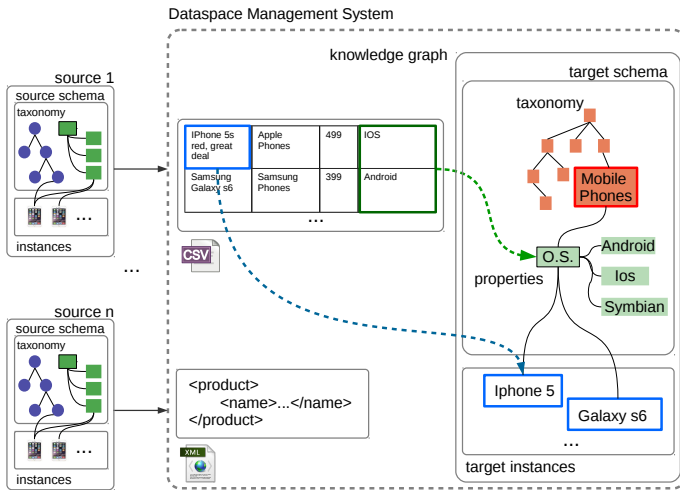 Dataspace Management System
knowledge graph
source 1
source schema
taxonomy
...
instances
IPhone 5s
red, great
deal
Apple
Phones
499
IOS
Samsung
Galaxy s6
Samsung
Phones
399
Android
...
CSV
...
target schema
taxonomy
Mobile
Phones
O.S.
properties
Android
Ios
Symbian
source n
source schema
taxonomy
...
instances
<product>
<name>...</name>
</product>
XML
Iphone 5
Galaxy s6
...
target instances